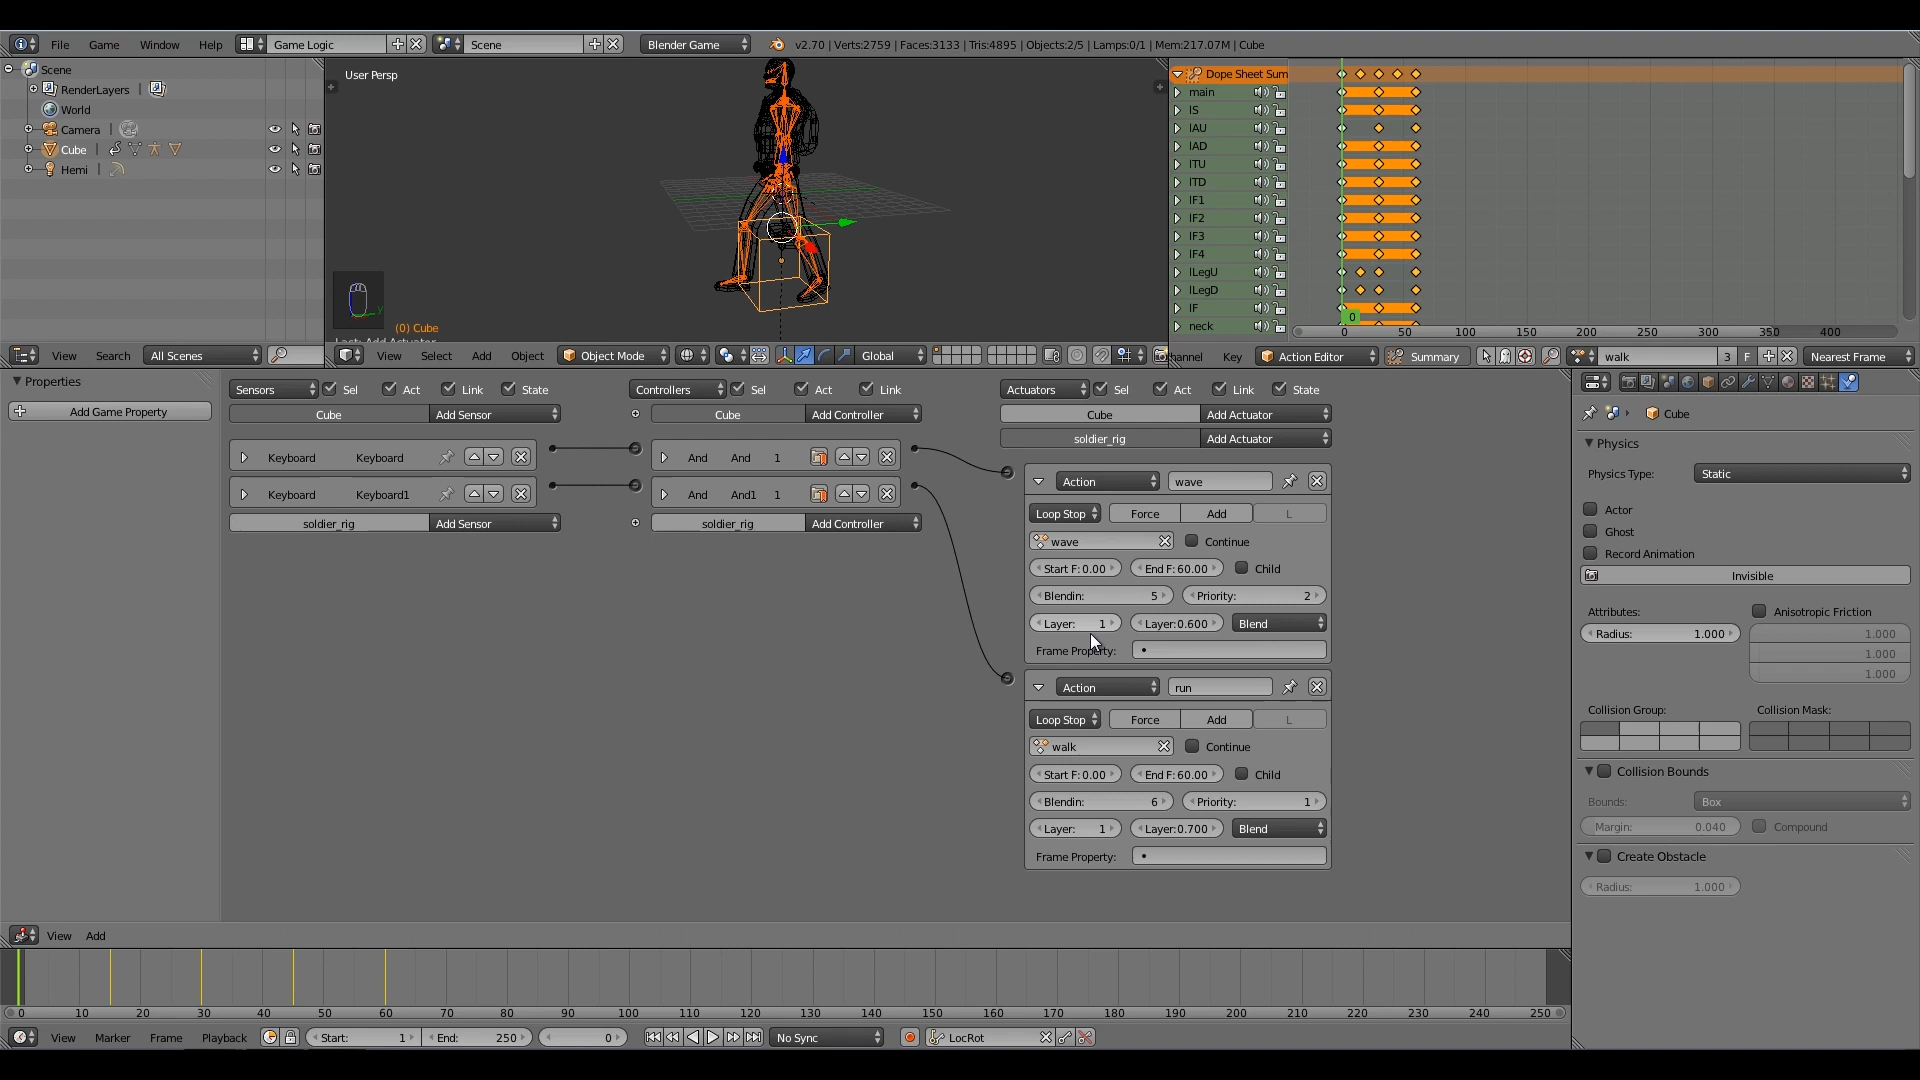 File Game Window Help Game Logic Scene Blender Game v2.70 | Verts:2759 | Faces:3133 | Tris:4895 | Objects:2/5 | Lamps:0/1 | Mem:217.07M | Cube
Scene
RenderLayers
World
Camera
Cube
Hemi
View Search All Scenes
User Persp
(0) Cube
View Select Add Object Object Mode Global
Dope Sheet Sum
main
IS
IAU
IAD
ITU
ITD
IF1
IF2
IF3
IF4
ILegU
ILegD
IF
neck
0
0 50 100 150 200 250 300 350 400
hannel Key Action Editor Summary walk 3 F Nearest Frame
Properties
Add Game Property
Sensors Sel Act Link State
Cube Add Sensor
Keyboard Keyboard
Keyboard Keyboard1
soldier_rig Add Sensor
Controllers Sel Act Link
Cube Add Controller
And And 1
And And1 1
soldier_rig Add Controller
Actuators Sel Act Link State
Cube Add Actuator
soldier_rig Add Actuator
Action wave
Loop Stop Force Add L
wave Continue
Start F: 0.00 End F: 60.00 Child
Blendin: 5 Priority: 2
Layer: 1 Layer:0.600 Blend
Frame Property:
Action run
Loop Stop Force Add L
walk Continue
Start F: 0.00 End F: 60.00 Child
Blendin: 6 Priority: 1
Layer: 1 Layer:0.700 Blend
Frame Property:
Cube
Physics
Physics Type: Static
Actor
Ghost
Record Animation
Invisible
Attributes: Anisotropic Friction
Radius: 1.000 1.000
1.000
1.000
Collision Group: Collision Mask:
Collision Bounds
Bounds: Box
Margin: 0.040 Compound
Create Obstacle
Radius: 1.000
View Add
0 10 20 30 40 50 60 70 80 90 100 110 120 130 140 150 160 170 180 190 200 210 220 230 240 250
View Marker Frame Playback Start: 1 End: 250 0 No Sync LocRot